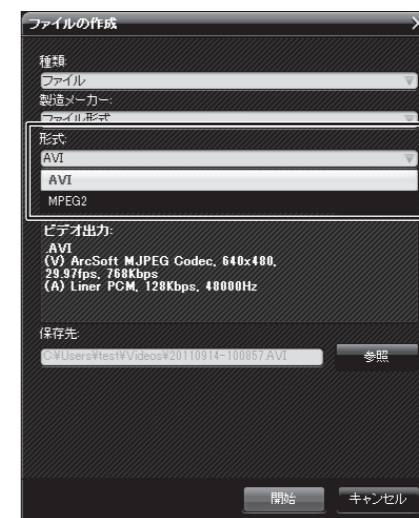 ファイルの作成
種類:
ファイル
製造メーカー:
ファイル形式
形式:
AVI
AVI
MPEG2
ビデオ出力:
.AVI
(V) ArcSoft MJPEG Codec, 640x480,
29.97fps, 768Kbps
(A) Liner PCM, 128Kbps, 48000Hz
保存先:
C:¥Users¥test¥Videos¥20110914-100857.AVI
参照
開始
キャンセル